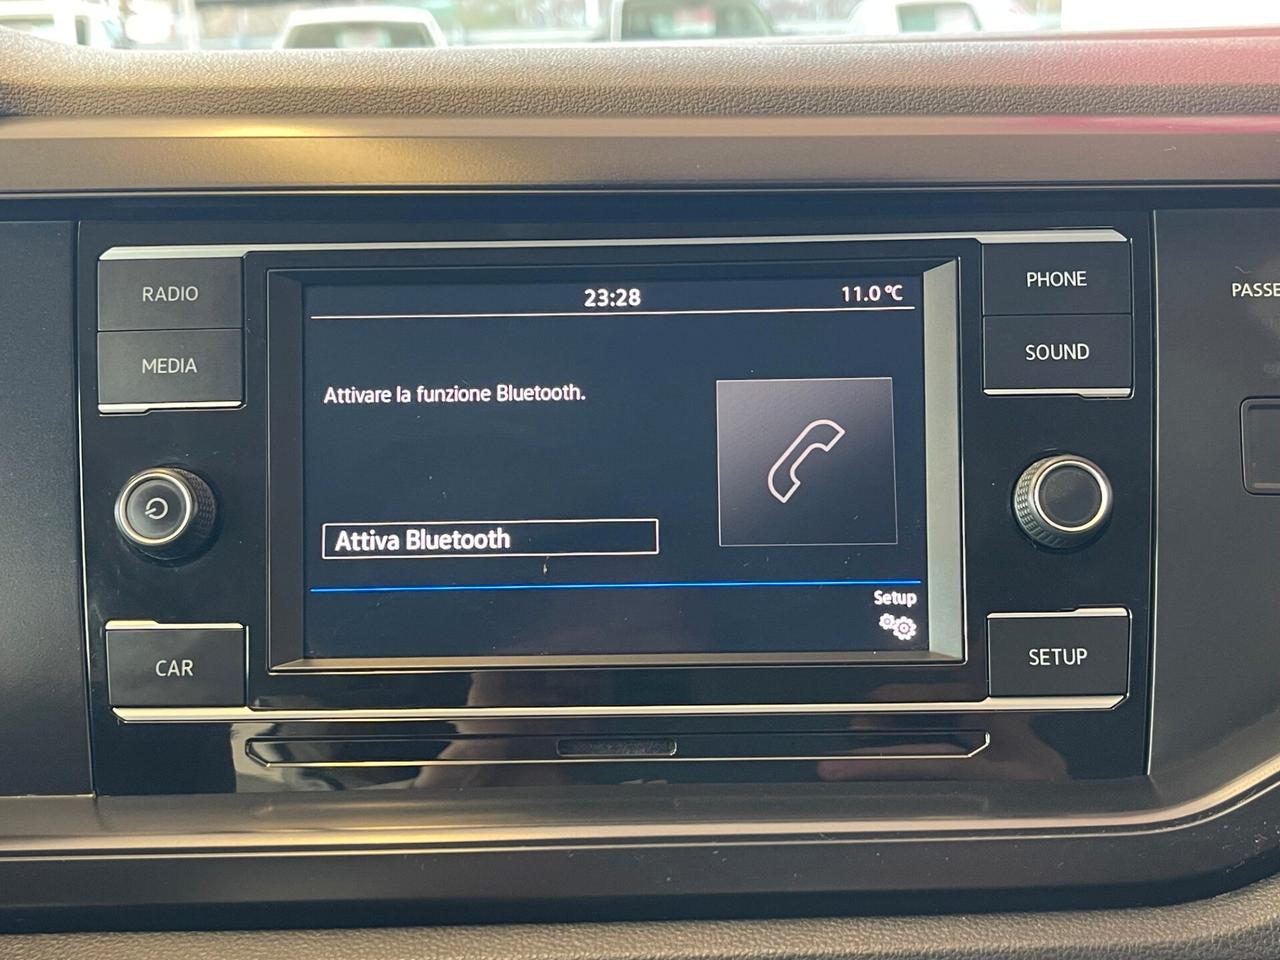 RADIO
MEDIA
CAR
23:28
11.0 °C
Attivare la funzione Bluetooth.
Attiva Bluetooth
Setup
PHONE
SOUND
SETUP
PASSE